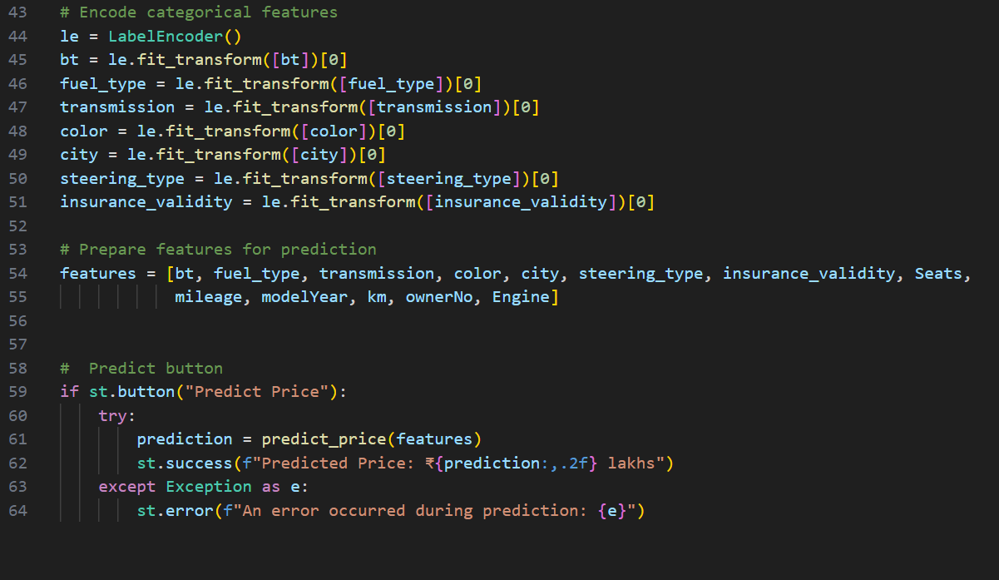 43 # Encode categorical features
44 le = LabelEncoder()
45 bt = le.fit_transform([bt])[0]
46 fuel_type = le.fit_transform([fuel_type])[0]
47 transmission = le.fit_transform([transmission])[0]
48 color = le.fit_transform([color])[0]
49 city = le.fit_transform([city])[0]
50 steering_type = le.fit_transform([steering_type])[0]
51 insurance_validity = le.fit_transform([insurance_validity])[0]
52
53 # Prepare features for prediction
54 features = [bt, fuel_type, transmission, color, city, steering_type, insurance_validity, Seats,
55             mileage, modelYear, km, ownerNo, Engine]
56
57
58 #  Predict button
59 if st.button("Predict Price"):
60     try:
61         prediction = predict_price(features)
62         st.success(f"Predicted Price: ₹{prediction:,.2f} lakhs")
63     except Exception as e:
64         st.error(f"An error occurred during prediction: {e}")